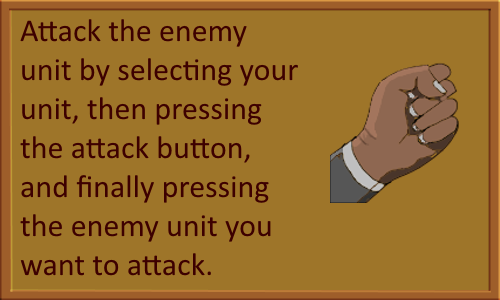 Attack the enemy
unit by selecting your
unit, then pressing
the attack button,
and finally pressing
the enemy unit you
want to attack.